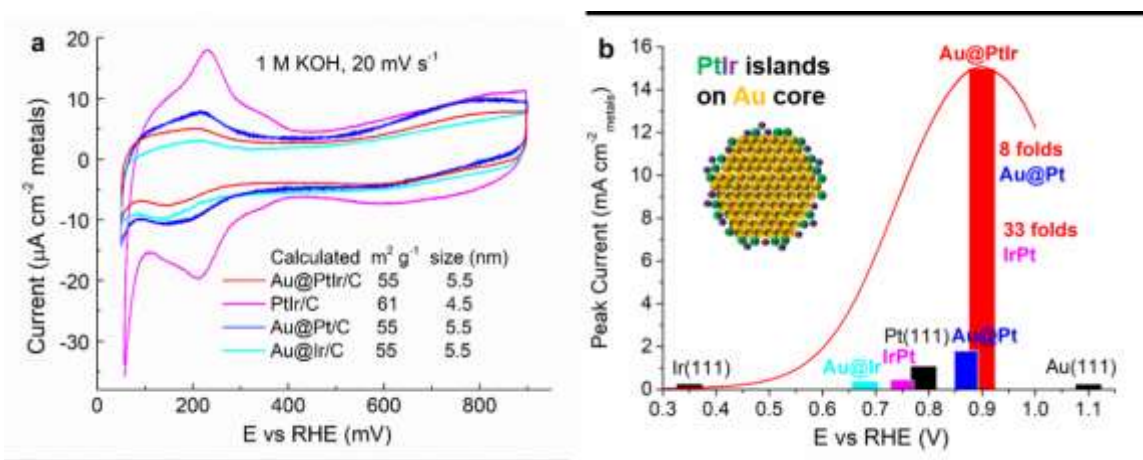 a
1 M KOH, 20 mV s⁻¹
Current (μA cm⁻² metals)
20
10
0
-10
-20
-30
Calculated m² g⁻¹ size (nm)
Au@PtIr/C 55 5.5
PtIr/C 61 4.5
Au@Pt/C 55 5.5
Au@Ir/C 55 5.5
0 200 400 600 800
E vs RHE (mV)
b
PtIr islands
on Au core
Peak Current (mA cm⁻²metals)
16
14
12
10
8
6
4
2
0
Au@PtIr
8 folds
Au@Pt
33 folds
IrPt
Pt(111) Au@Pt
Ir(111) Au@Ir IrPt Au(111)
0.3 0.4 0.5 0.6 0.7 0.8 0.9 1.0 1.1
E vs RHE (V)